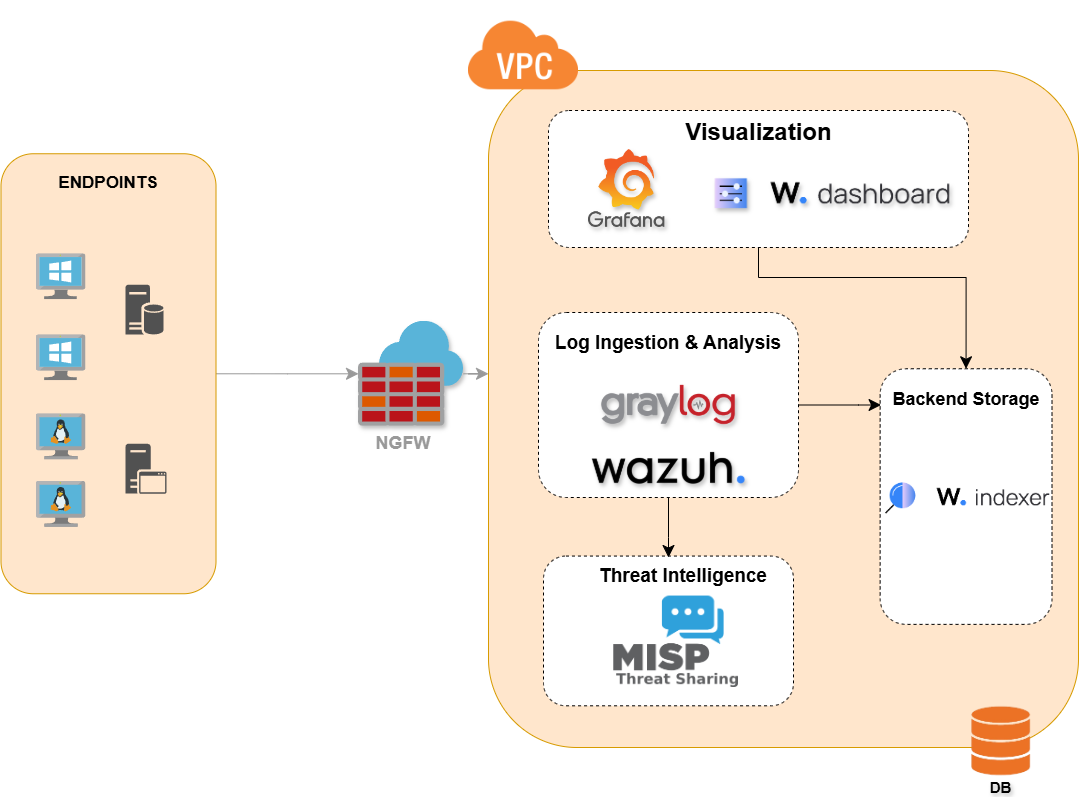 VPC
Visualization
Grafana
W. dashboard
ENDPOINTS
NGFW
Log Ingestion & Analysis
graylog
wazuh.
Backend Storage
W. indexer
Threat Intelligence
MISP
Threat Sharing
DB